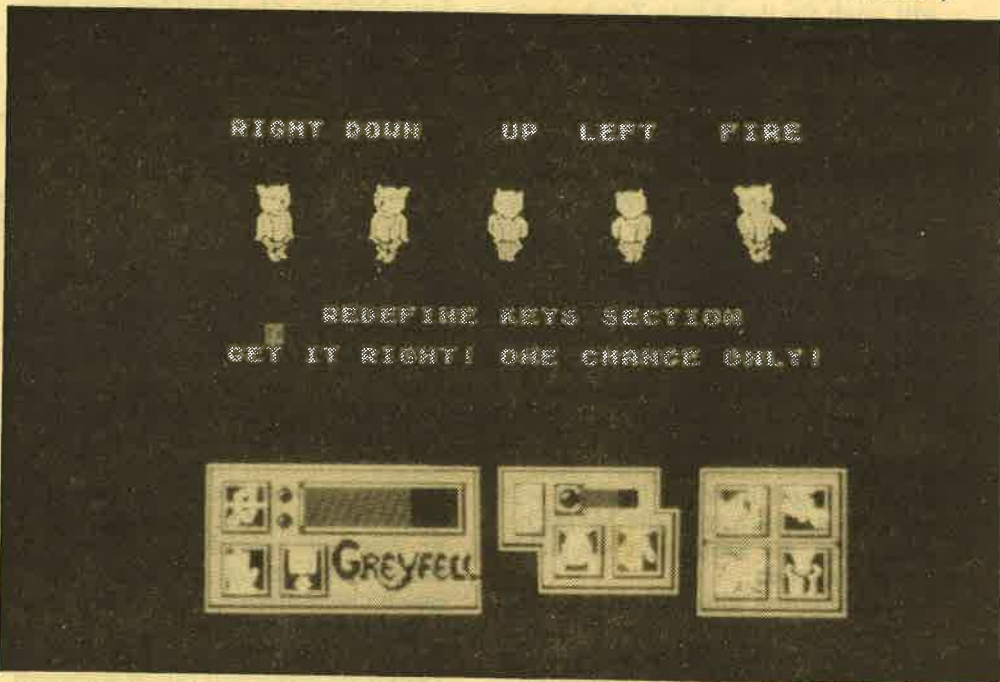 RIGHT DOWN UP LEFT FIRE
REDEFINE KEYS SECTION
GET IT RIGHT! ONE CHANCE ONLY!
GREYFELL